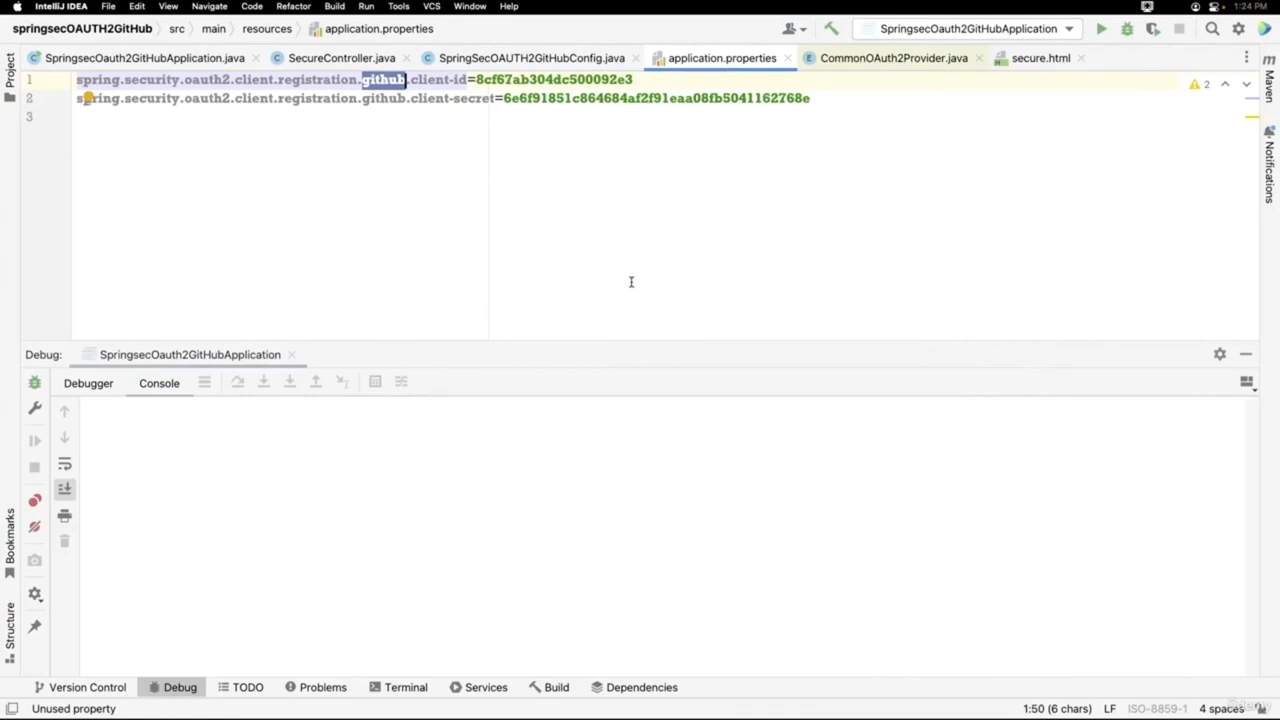 IntelliJ IDEA File Edit View Navigate Code Refactor Build Run Tools VCS Window Help 1:24 PM
springsecOAUTH2GitHub src main resources application.properties SpringsecOauth2GitHubApplication
Project SpringsecOauth2GitHubApplication.java SecureController.java SpringSecOAUTH2GitHubConfig.java application.properties CommonOAuth2Provider.java secure.html
1 spring.security.oauth2.client.registration.github.client-id=8cf67ab304dc500092e3 2
2 spring.security.oauth2.client.registration.github.client-secret=6e6f91851c864684af2f91eaa08fb5041162768e
3
Maven
Notifications
Debug: SpringsecOauth2GitHubApplication
Debugger Console
Bookmarks
Structure
Version Control Debug TODO Problems Terminal Services Build Dependencies
Unused property 1:50 (6 chars) LF ISO-8859-1 4 spaces